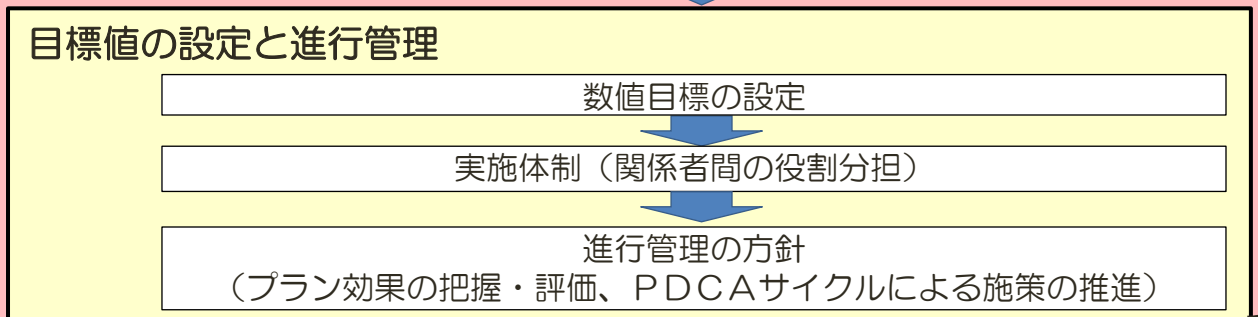 目標値の設定と進行管理
数値目標の設定
実施体制（関係者間の役割分担）
進行管理の方針
（プラン効果の把握・評価、ＰＤＣＡサイクルによる施策の推進）